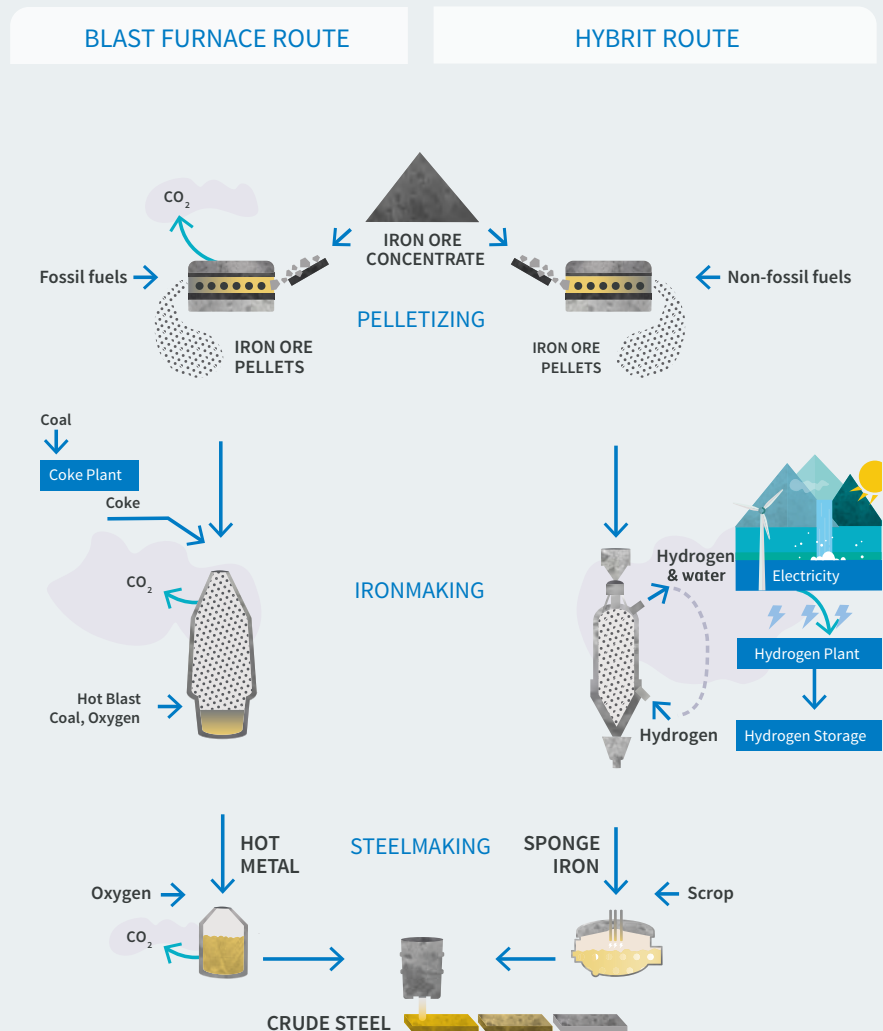 BLAST FURNACE ROUTE
HYBRIT ROUTE
CO2
IRON ORE
CONCENTRATE
Fossil fuels
Non-fossil fuels
PELLETIZING
IRON ORE
PELLETS
IRON ORE
PELLETS
Coal
Coke Plant
Coke
CO2
IRONMAKING
Hydrogen
& water
Electricity
Hydrogen Plant
Hot Blast
Coal, Oxygen
Hydrogen
Hydrogen Storage
HOT
METAL
STEELMAKING
SPONGE
IRON
Oxygen
Scrop
CO2
CRUDE STEEL